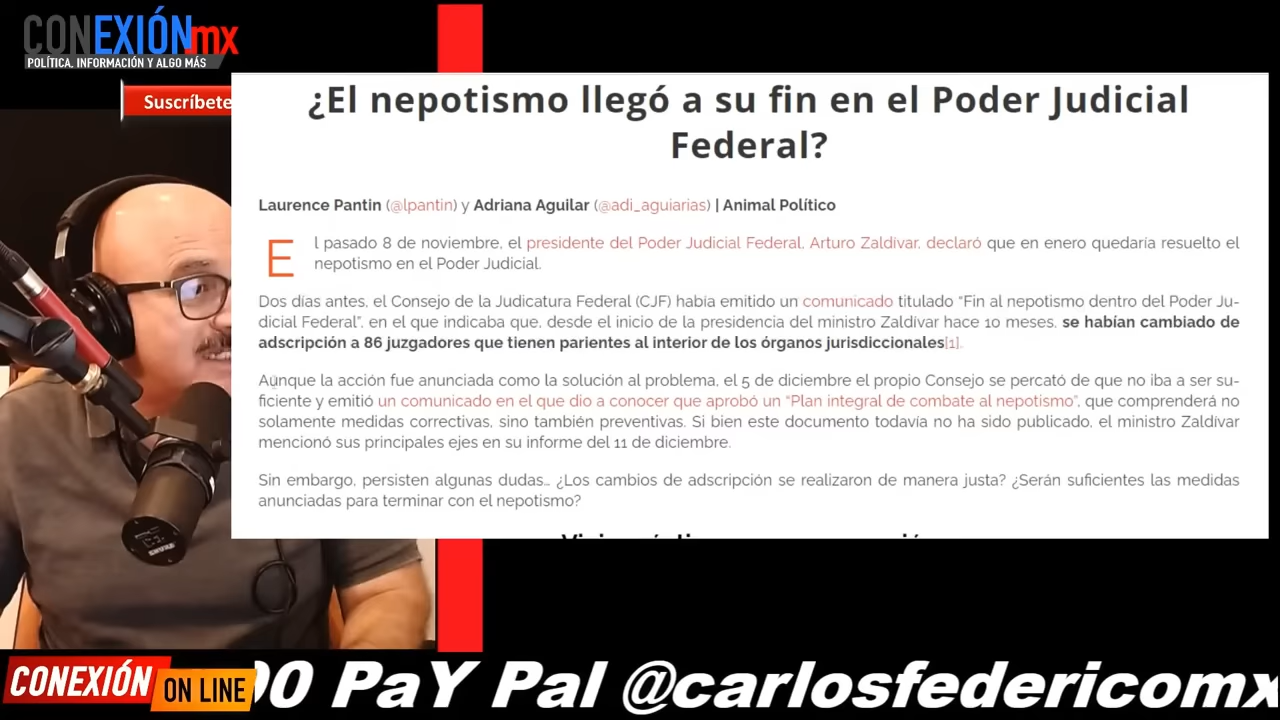 CONEXIÓNmx
POLÍTICA, INFORMACIÓN Y ALGO MÁS
Suscríbete
¿El nepotismo llegó a su fin en el Poder Judicial
Federal?
Laurence Pantin (@lpantin) y Adriana Aguilar (@adi_aguiarias) | Animal Político
El pasado 8 de noviembre, el presidente del Poder Judicial Federal, Arturo Zaldívar, declaró que en enero quedaría resuelto el
nepotismo en el Poder Judicial.
Dos días antes, el Consejo de la Judicatura Federal (CJF) había emitido un comunicado titulado “Fin al nepotismo dentro del Poder Ju-
dicial Federal”, en el que indicaba que, desde el inicio de la presidencia del ministro Zaldívar hace 10 meses, se habían cambiado de
adscripción a 86 juzgadores que tienen parientes al interior de los órganos jurisdiccionales[1].
Aunque la acción fue anunciada como la solución al problema, el 5 de diciembre el propio Consejo se percató de que no iba a ser su-
ficiente y emitió un comunicado en el que dio a conocer que aprobó un “Plan integral de combate al nepotismo”, que comprenderá no
solamente medidas correctivas, sino también preventivas. Si bien este documento todavía no ha sido publicado, el ministro Zaldívar
mencionó sus principales ejes en su informe del 11 de diciembre.
Sin embargo, persisten algunas dudas… ¿Los cambios de adscripción se realizaron de manera justa? ¿Serán suficientes las medidas
anunciadas para terminar con el nepotismo?
SHURE
CONEXIÓN ON LINE
00 PaY Pal @carlosfedericomx